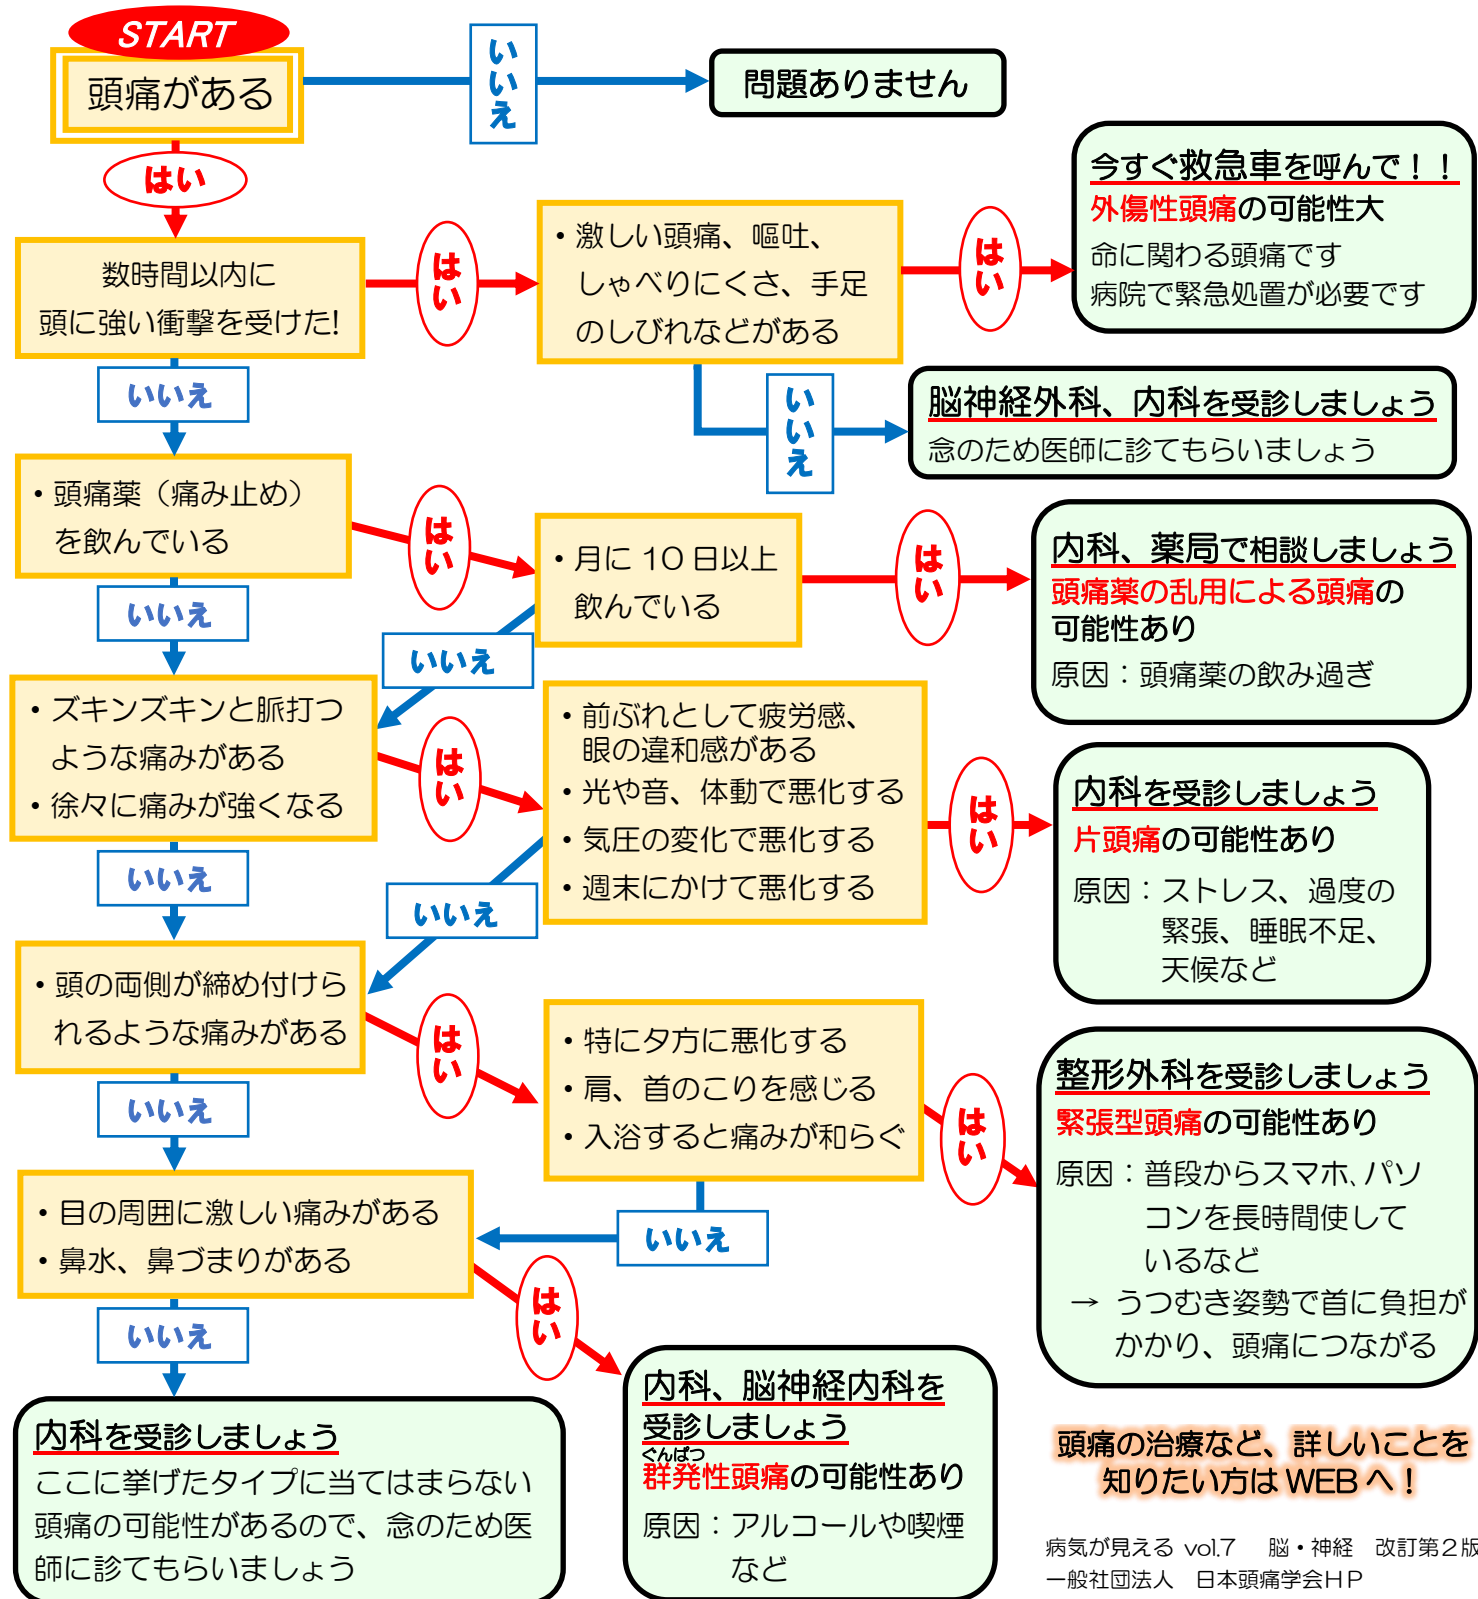 START
頭痛がある
いいえ
問題ありません
はい
数時間以内に
頭に強い衝撃を受けた!
はい
・激しい頭痛、嘔吐、
しゃべりにくさ、手足
のしびれなどがある
はい
今すぐ救急車を呼んで！！
外傷性頭痛の可能性大
命に関わる頭痛です
病院で緊急処置が必要です
いいえ
脳神経外科、内科を受診しましょう
念のため医師に診てもらいましょう
いいえ
・頭痛薬（痛み止め）
を飲んでいる
はい
・月に 10 日以上
飲んでいる
はい
内科、薬局で相談しましょう
頭痛薬の乱用による頭痛の
可能性あり
原因：頭痛薬の飲み過ぎ
いいえ
いいえ
・ズキンズキンと脈打つ
ような痛みがある
・徐々に痛みが強くなる
はい
・前ぶれとして疲労感、
眼の違和感がある
・光や音、体動で悪化する
・気圧の変化で悪化する
・週末にかけて悪化する
はい
内科を受診しましょう
片頭痛の可能性あり
原因：ストレス、過度の
緊張、睡眠不足、
天候など
いいえ
いいえ
・頭の両側が締め付けら
れるような痛みがある
はい
・特に夕方に悪化する
・肩、首のこりを感じる
・入浴すると痛みが和らぐ
はい
整形外科を受診しましょう
緊張型頭痛の可能性あり
原因：普段からスマホ、パソ
コンを長時間使して
いるなど
→ うつむき姿勢で首に負担が
かかり、頭痛につながる
いいえ
いいえ
・目の周囲に激しい痛みがある
・鼻水、鼻づまりがある
はい
内科、脳神経内科を
受診しましょう
ぐんぱつ
群発性頭痛の可能性あり
原因：アルコールや喫煙
など
いいえ
内科を受診しましょう
ここに挙げたタイプに当てはまらない
頭痛の可能性があるので、念のため医
師に診てもらいましょう
頭痛の治療など、詳しいことを
知りたい方は WEB へ！
病気が見える vol.7 脳・神経 改訂第２版
一般社団法人 日本頭痛学会ＨＰ